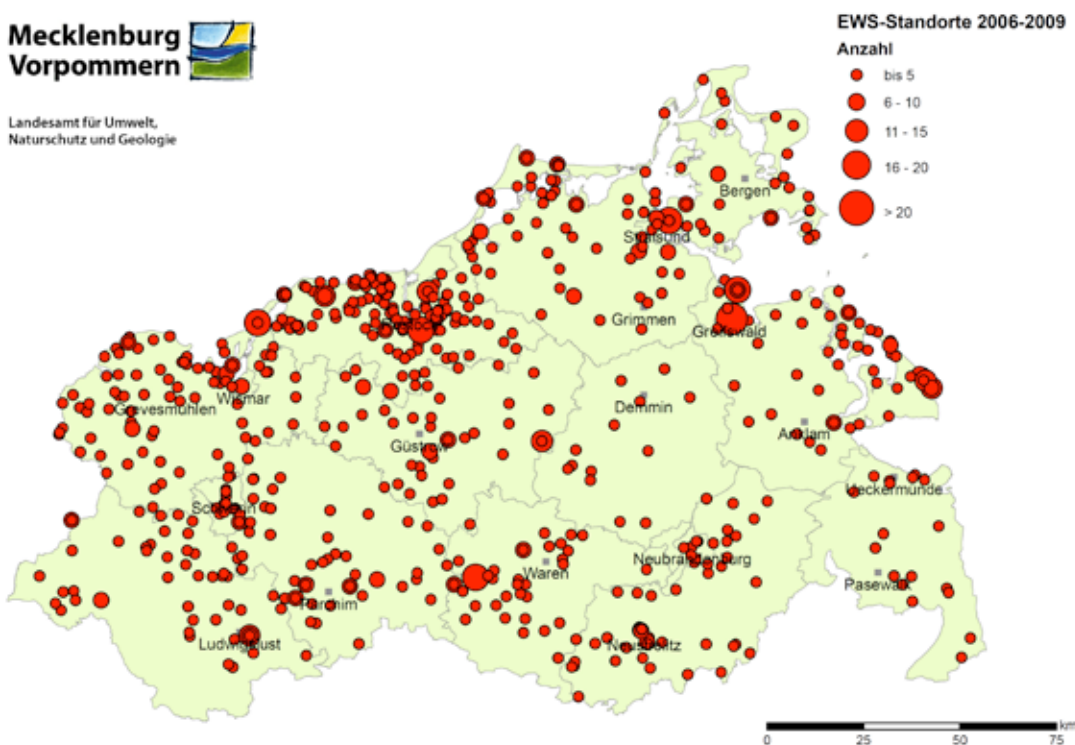 Mecklenburg
Vorpommern
Landesamt für Umwelt,
Naturschutz und Geologie
EWS-Standorte 2006-2009
Anzahl
bis 5
6 - 10
11 - 15
16 - 20
> 20
Bergen
Stralsund
Grimmen
Greifswald
Rostock
Wismar
Grevesmühlen
Demmin
Güstrow
Anklam
Schwerin
Ueckermünde
Neubrandenburg
Waren
Pasewalk
Parchim
Ludwigslust
Neustrelitz
km
0 25 50 75